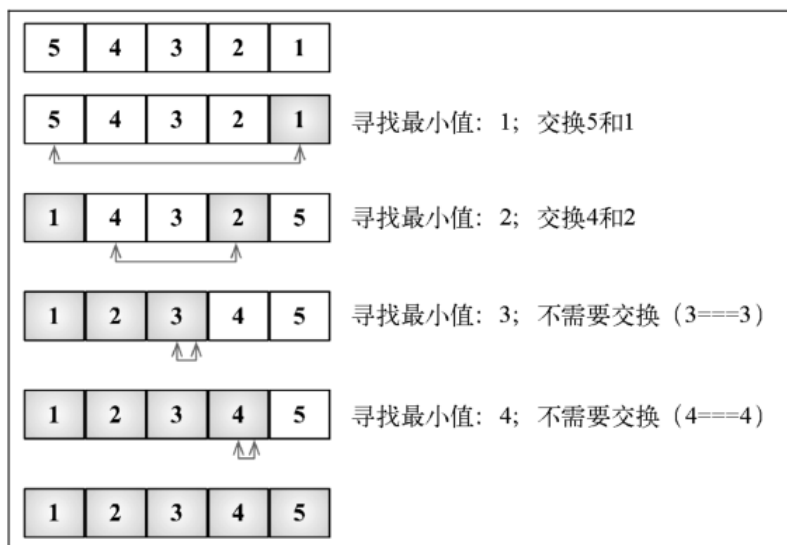 5 4 3 2 1
5 4 3 2 1 寻找最小值：1； 交换5和1
1 4 3 2 5 寻找最小值：2； 交换4和2
1 2 3 4 5 寻找最小值：3； 不需要交换（3===3）
1 2 3 4 5 寻找最小值：4； 不需要交换（4===4）
1 2 3 4 5